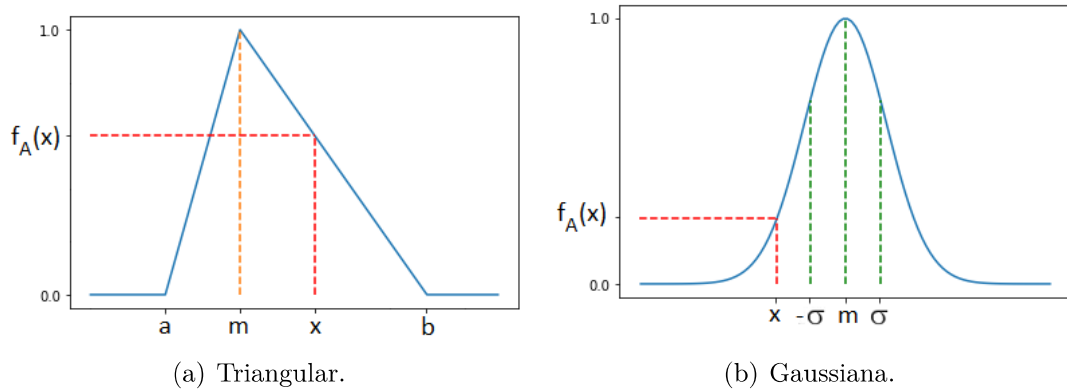 1.0
f_A(x)
0.0
a m x b
(a) Triangular.
1.0
f_A(x)
0.0
x -σ m σ
(b) Gaussiana.